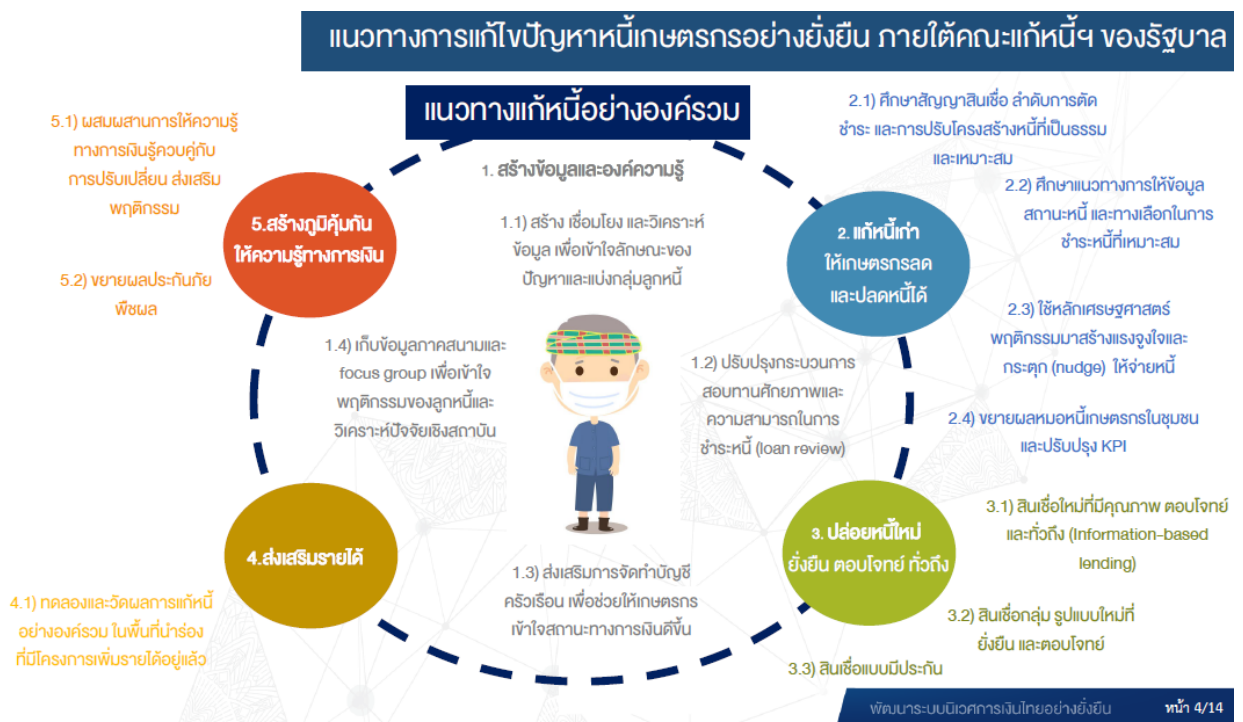 แนวทางการแก้ไขปัญหาหนี้เกษตรกรอย่างยั่งยืน ภายใต้คณะแก้หนี้ฯ ของรัฐบาล
แนวทางแก้หนี้อย่างองค์รวม
1. สร้างข้อมูลและองค์ความรู้
1.1) สร้าง เชื่อมโยง และวิเคราะห์
ข้อมูล เพื่อเข้าใจลักษณะของ
ปัญหาและแบ่งกลุ่มลูกหนี้
1.2) ปรับปรุงกระบวนการ
สอบทานศักยภาพและ
ความสามารถในการ
ชำระหนี้ (loan review)
1.3) ส่งเสริมการจัดทำบัญชี
ครัวเรือน เพื่อช่วยให้เกษตรกร
เข้าใจสถานะทางการเงินดีขึ้น
1.4) เก็บข้อมูลภาคสนามและ
focus group เพื่อเข้าใจ
พฤติกรรมของลูกหนี้และ
วิเคราะห์ปัจจัยเชิงสถาบัน
2. แก้หนี้เก่า
ให้เกษตรกรลด
และปลดหนี้ได้
2.1) ศึกษาสัญญาสินเชื่อ ลำดับการตัด
ชำระ และการปรับโครงสร้างหนี้ที่เป็นธรรม
และเหมาะสม
2.2) ศึกษาแนวทางการให้ข้อมูล
สถานะหนี้ และทางเลือกในการ
ชำระหนี้ที่เหมาะสม
2.3) ใช้หลักเศรษฐศาสตร์
พฤติกรรมมาสร้างแรงจูงใจและ
กระตุก (nudge) ให้จ่ายหนี้
2.4) ขยายผลหมอหนี้เกษตรกรในชุมชน
และปรับปรุง KPI
3. ปล่อยหนี้ใหม่
ยั่งยืน ตอบโจทย์ ทั่วถึง
3.1) สินเชื่อใหม่ที่มีคุณภาพ ตอบโจทย์
และทั่วถึง (Information-based
lending)
3.2) สินเชื่อกลุ่ม รูปแบบใหม่ที่
ยั่งยืน และตอบโจทย์
3.3) สินเชื่อแบบมีประกัน
4.ส่งเสริมรายได้
4.1) ทดลองและวัดผลการแก้หนี้
อย่างองค์รวม ในพื้นที่นำร่อง
ที่มีโครงการเพิ่มรายได้อยู่แล้ว
5.สร้างภูมิคุ้มกัน
ให้ความรู้ทางการเงิน
5.1) ผสมผสานการให้ความรู้
ทางการเงินรู้ควบคู่กับ
การปรับเปลี่ยน ส่งเสริม
พฤติกรรม
5.2) ขยายผลประกันภัย
พืชผล
พัฒนาระบบนิเวศการเงินไทยอย่างยั่งยืน หน้า 4/14